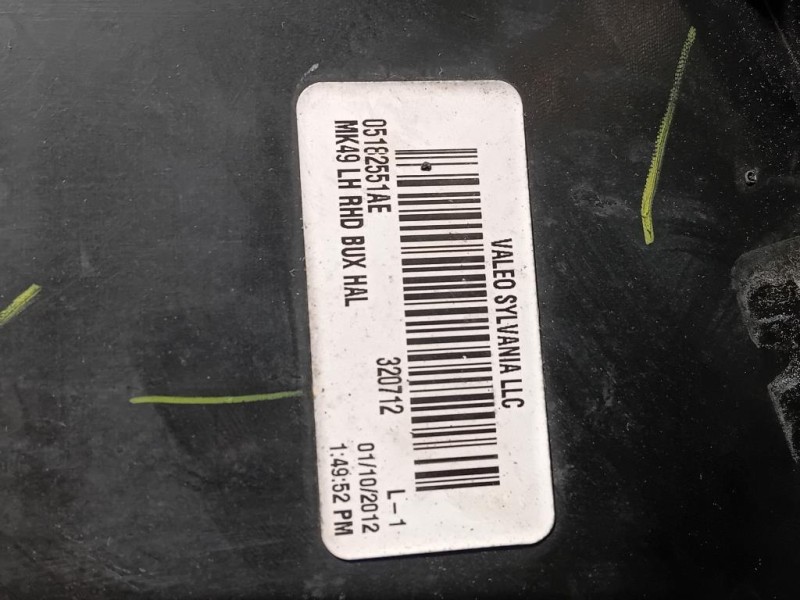 VALEO SYLVANIA LLC
L-1
05182551AE 320712 01/10/2012
MK49 LH RHD BUX HAL 1:49:52 PM